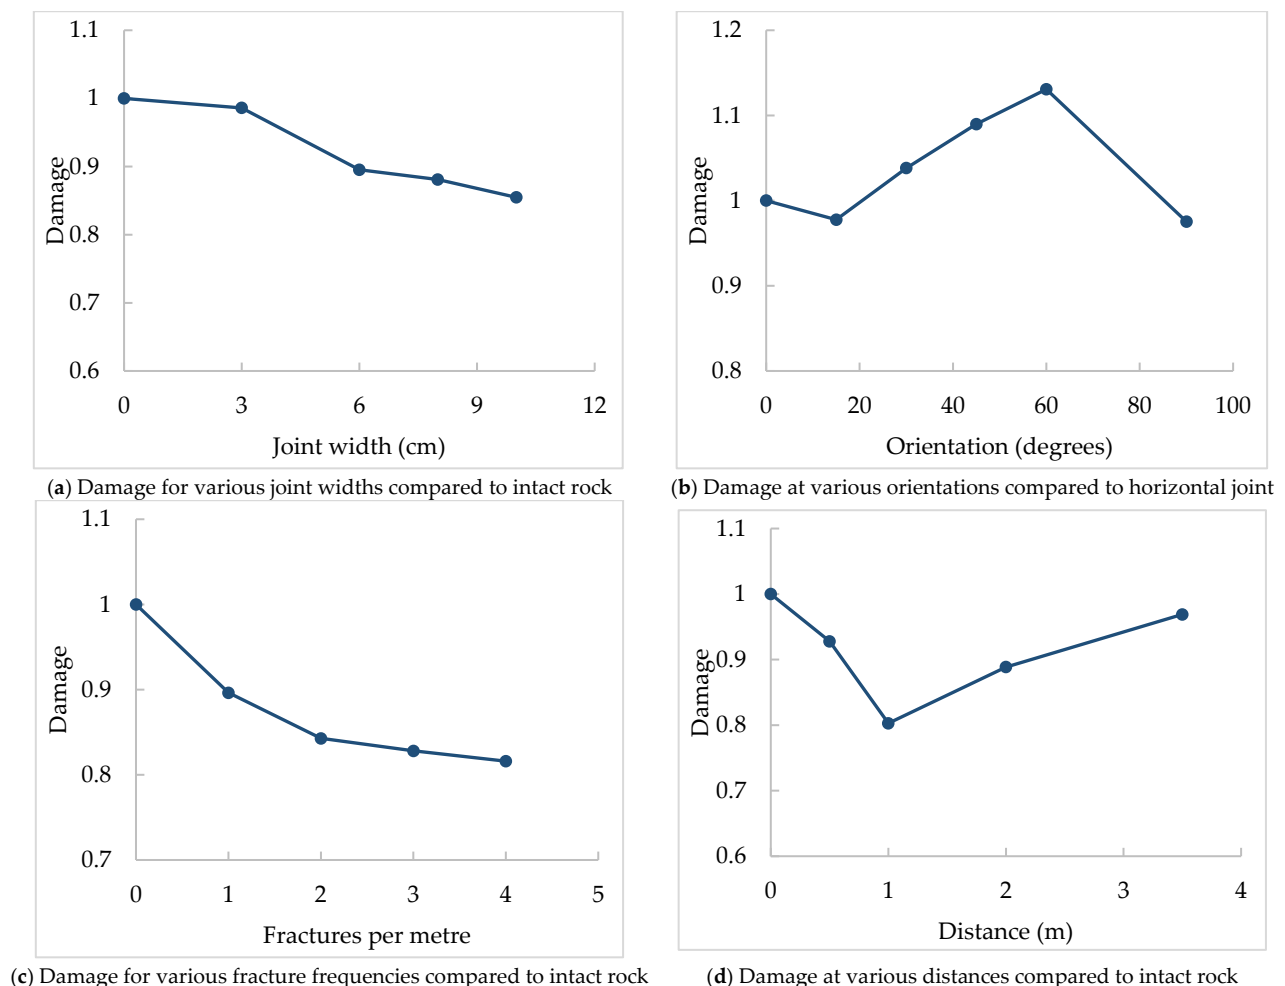 1.1
1
0.9
0.8
0.7
0.6
Damage
0 3 6 9 12
Joint width (cm)
(a) Damage for various joint widths compared to intact rock
1.2
1.1
1
0.9
0.8
Damage
0 20 40 60 80 100
Orientation (degrees)
(b) Damage at various orientations compared to horizontal joint
1.1
1
0.9
0.8
0.7
Damage
0 1 2 3 4 5
Fractures per metre
(c) Damage for various fracture frequencies compared to intact rock
1.1
1
0.9
0.8
0.7
0.6
Damage
0 1 2 3 4
Distance (m)
(d) Damage at various distances compared to intact rock